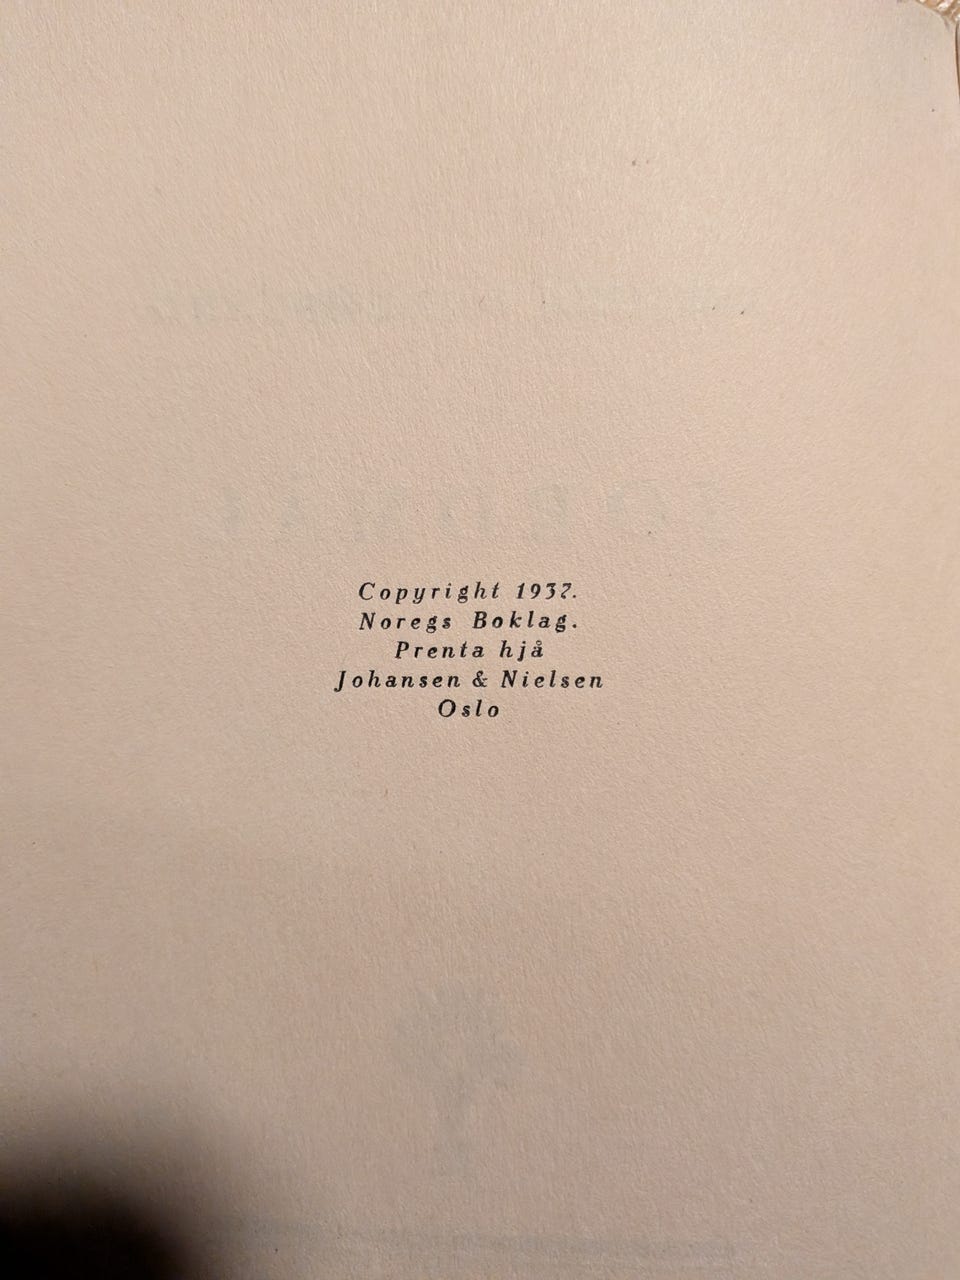 Copyright 1937.
Noregs Boklag.
Prenta hjå
Johansen & Nielsen
Oslo